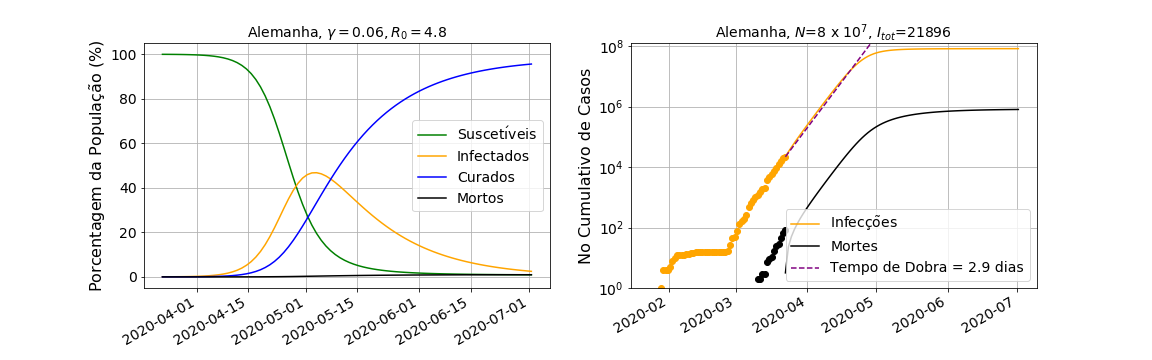 Alemanha, γ = 0.06, R₀ = 4.8
Porcentagem da População (%)
100
80
60
40
20
0
Suscetíveis
Infectados
Curados
Mortos
2020-04-01
2020-04-15
2020-05-01
2020-05-15
2020-06-01
2020-06-15
2020-07-01
Alemanha, N=8 x 10⁷, Iₜₒₜ=21896
No Cumulativo de Casos
10⁸
10⁶
10⁴
10²
10⁰
Infecções
Mortes
Tempo de Dobra = 2.9 dias
2020-02
2020-03
2020-04
2020-05
2020-06
2020-07